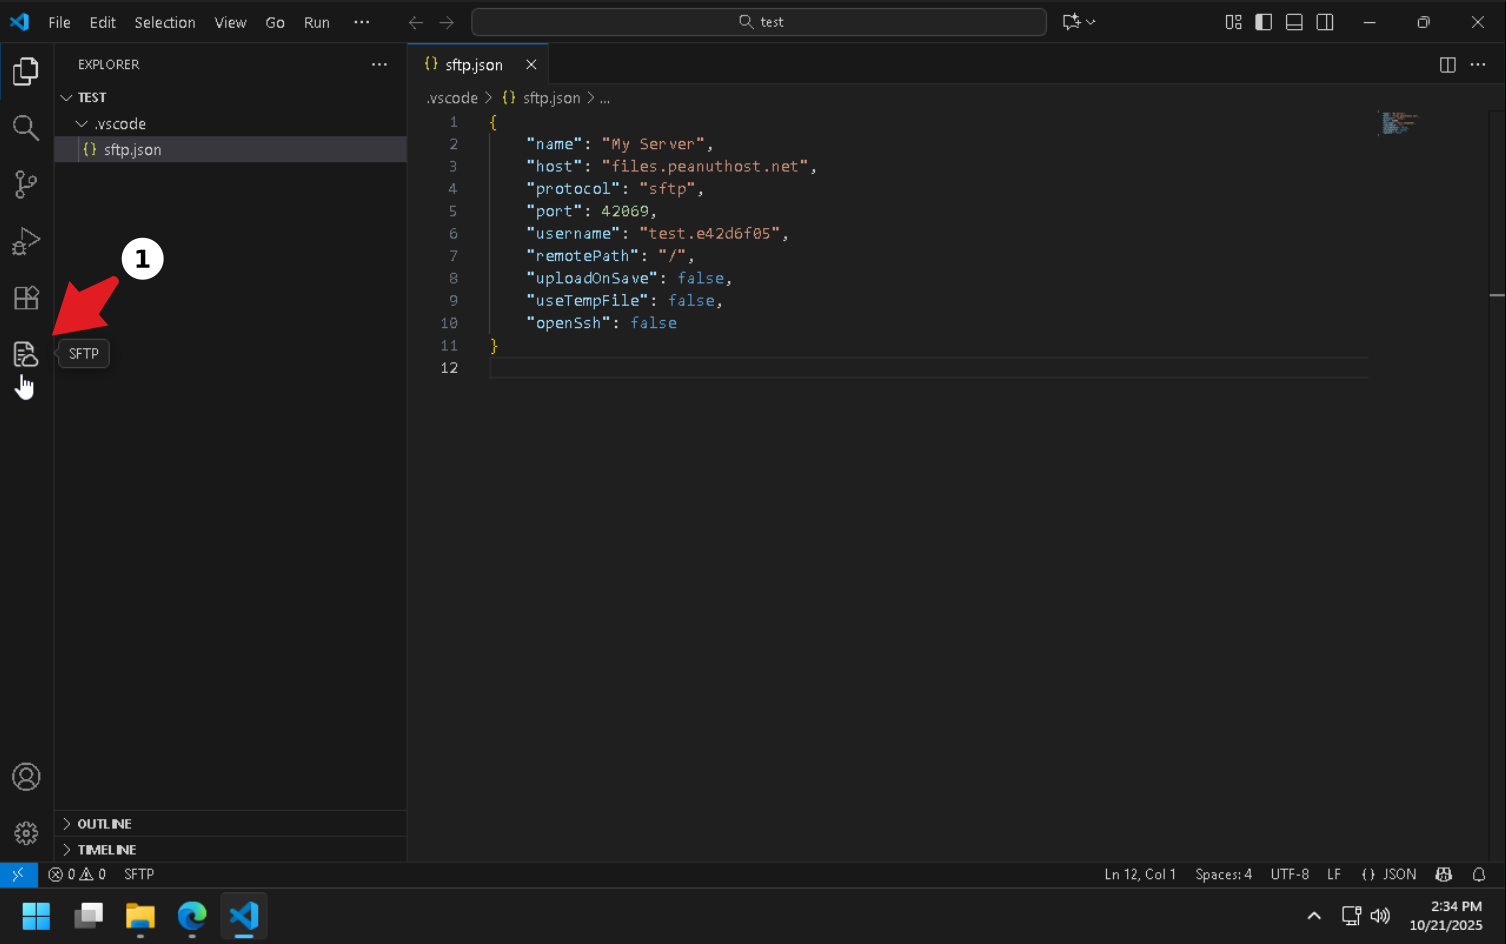 File Edit Selection View Go Run ... test
EXPLORER ... {} sftp.json
TEST .vscode > {} sftp.json > ...
.vscode
{} sftp.json
1 {
2 "name": "My Server",
3 "host": "files.peanuthost.net",
4 "protocol": "sftp",
5 "port": 42069,
6 "username": "test.e42d6f05",
7 "remotePath": "/",
8 "uploadOnSave": false,
9 "useTempFile": false,
10 "openSsh": false
11 }
12
1
SFTP
OUTLINE
TIMELINE
0 0 SFTP Ln 12, Col 1 Spaces: 4 UTF-8 LF {} JSON
2:34 PM
10/21/2025